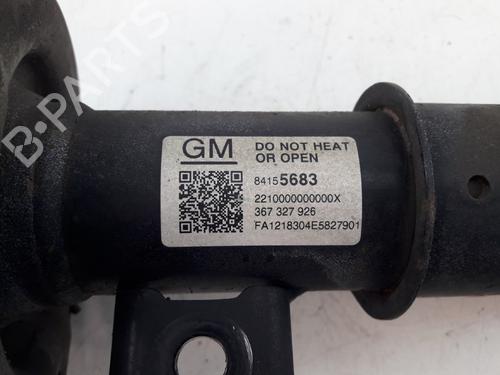 B-PARTS
GM
DO NOT HEAT
OR OPEN
84155683
2210000000000X
367 327 926
FA1218304E5827901